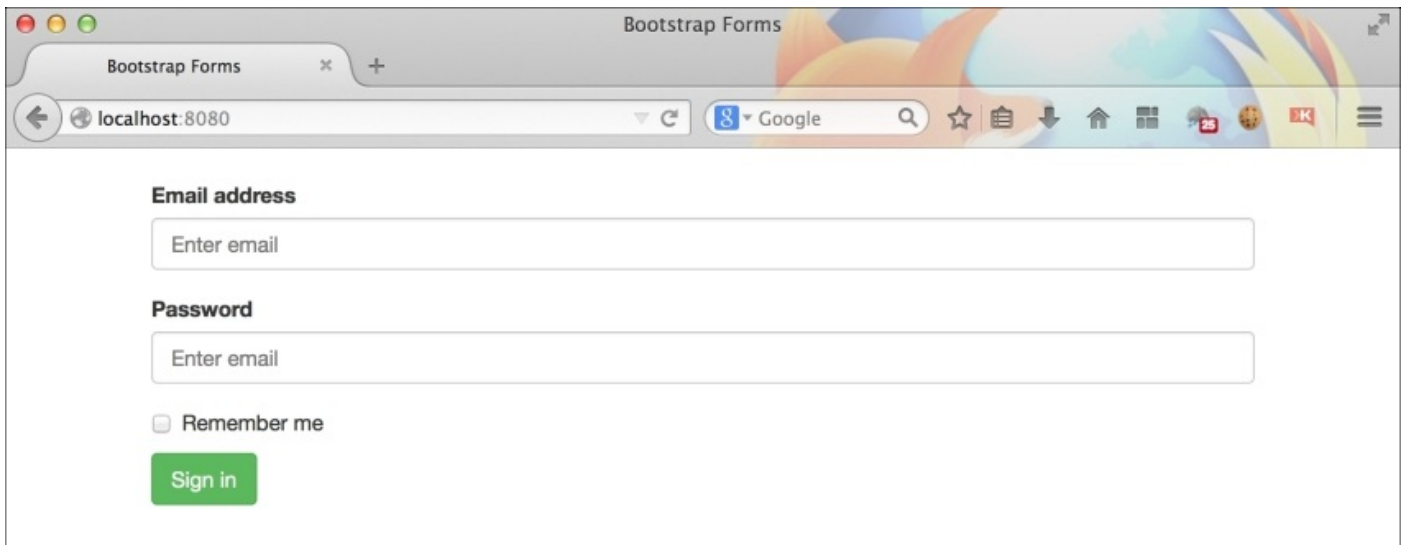 Bootstrap Forms
Bootstrap Forms
localhost:8080
8 Google
25
K
Email address
Enter email
Password
Enter email
Remember me
Sign in